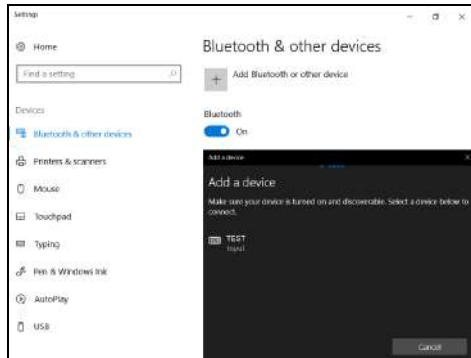 Settings
Home
Find a setting
Devices
Bluetooth & other devices
Printers & scanners
Mouse
Touchpad
Typing
Pen & Windows Ink
AutoPlay
USB
Bluetooth & other devices
Add Bluetooth or other device
Bluetooth
On
Add a device
Add a device
Make sure your device is turned on and discoverable. Select a device below to
connect.
TEST
Input
Cancel